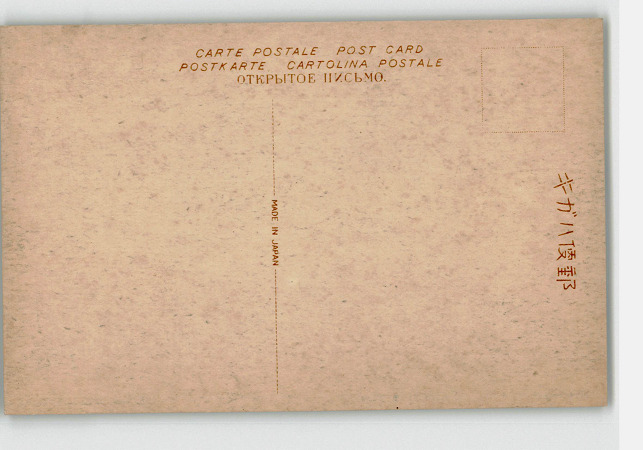 CARTE POSTALE POST CARD
POSTKARTE CARTOLINA POSTALE
ОТКРЫТОЕ ПИСЬМО.
MADE IN JAPAN
郵便ハガキ